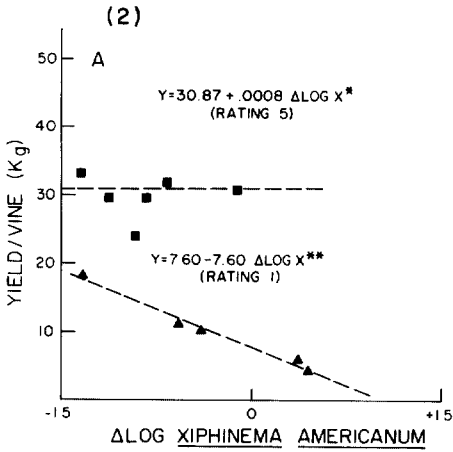 (2)
A
50
40
30
20
10
YIELD/VINE (Kg)
Y=30.87 + .0008 ΔLOG X*
(RATING 5)
Y=7.60-7.60 ΔLOG X**
(RATING 1)
-1.5 0 +1.5
ΔLOG XIPHINEMA AMERICANUM